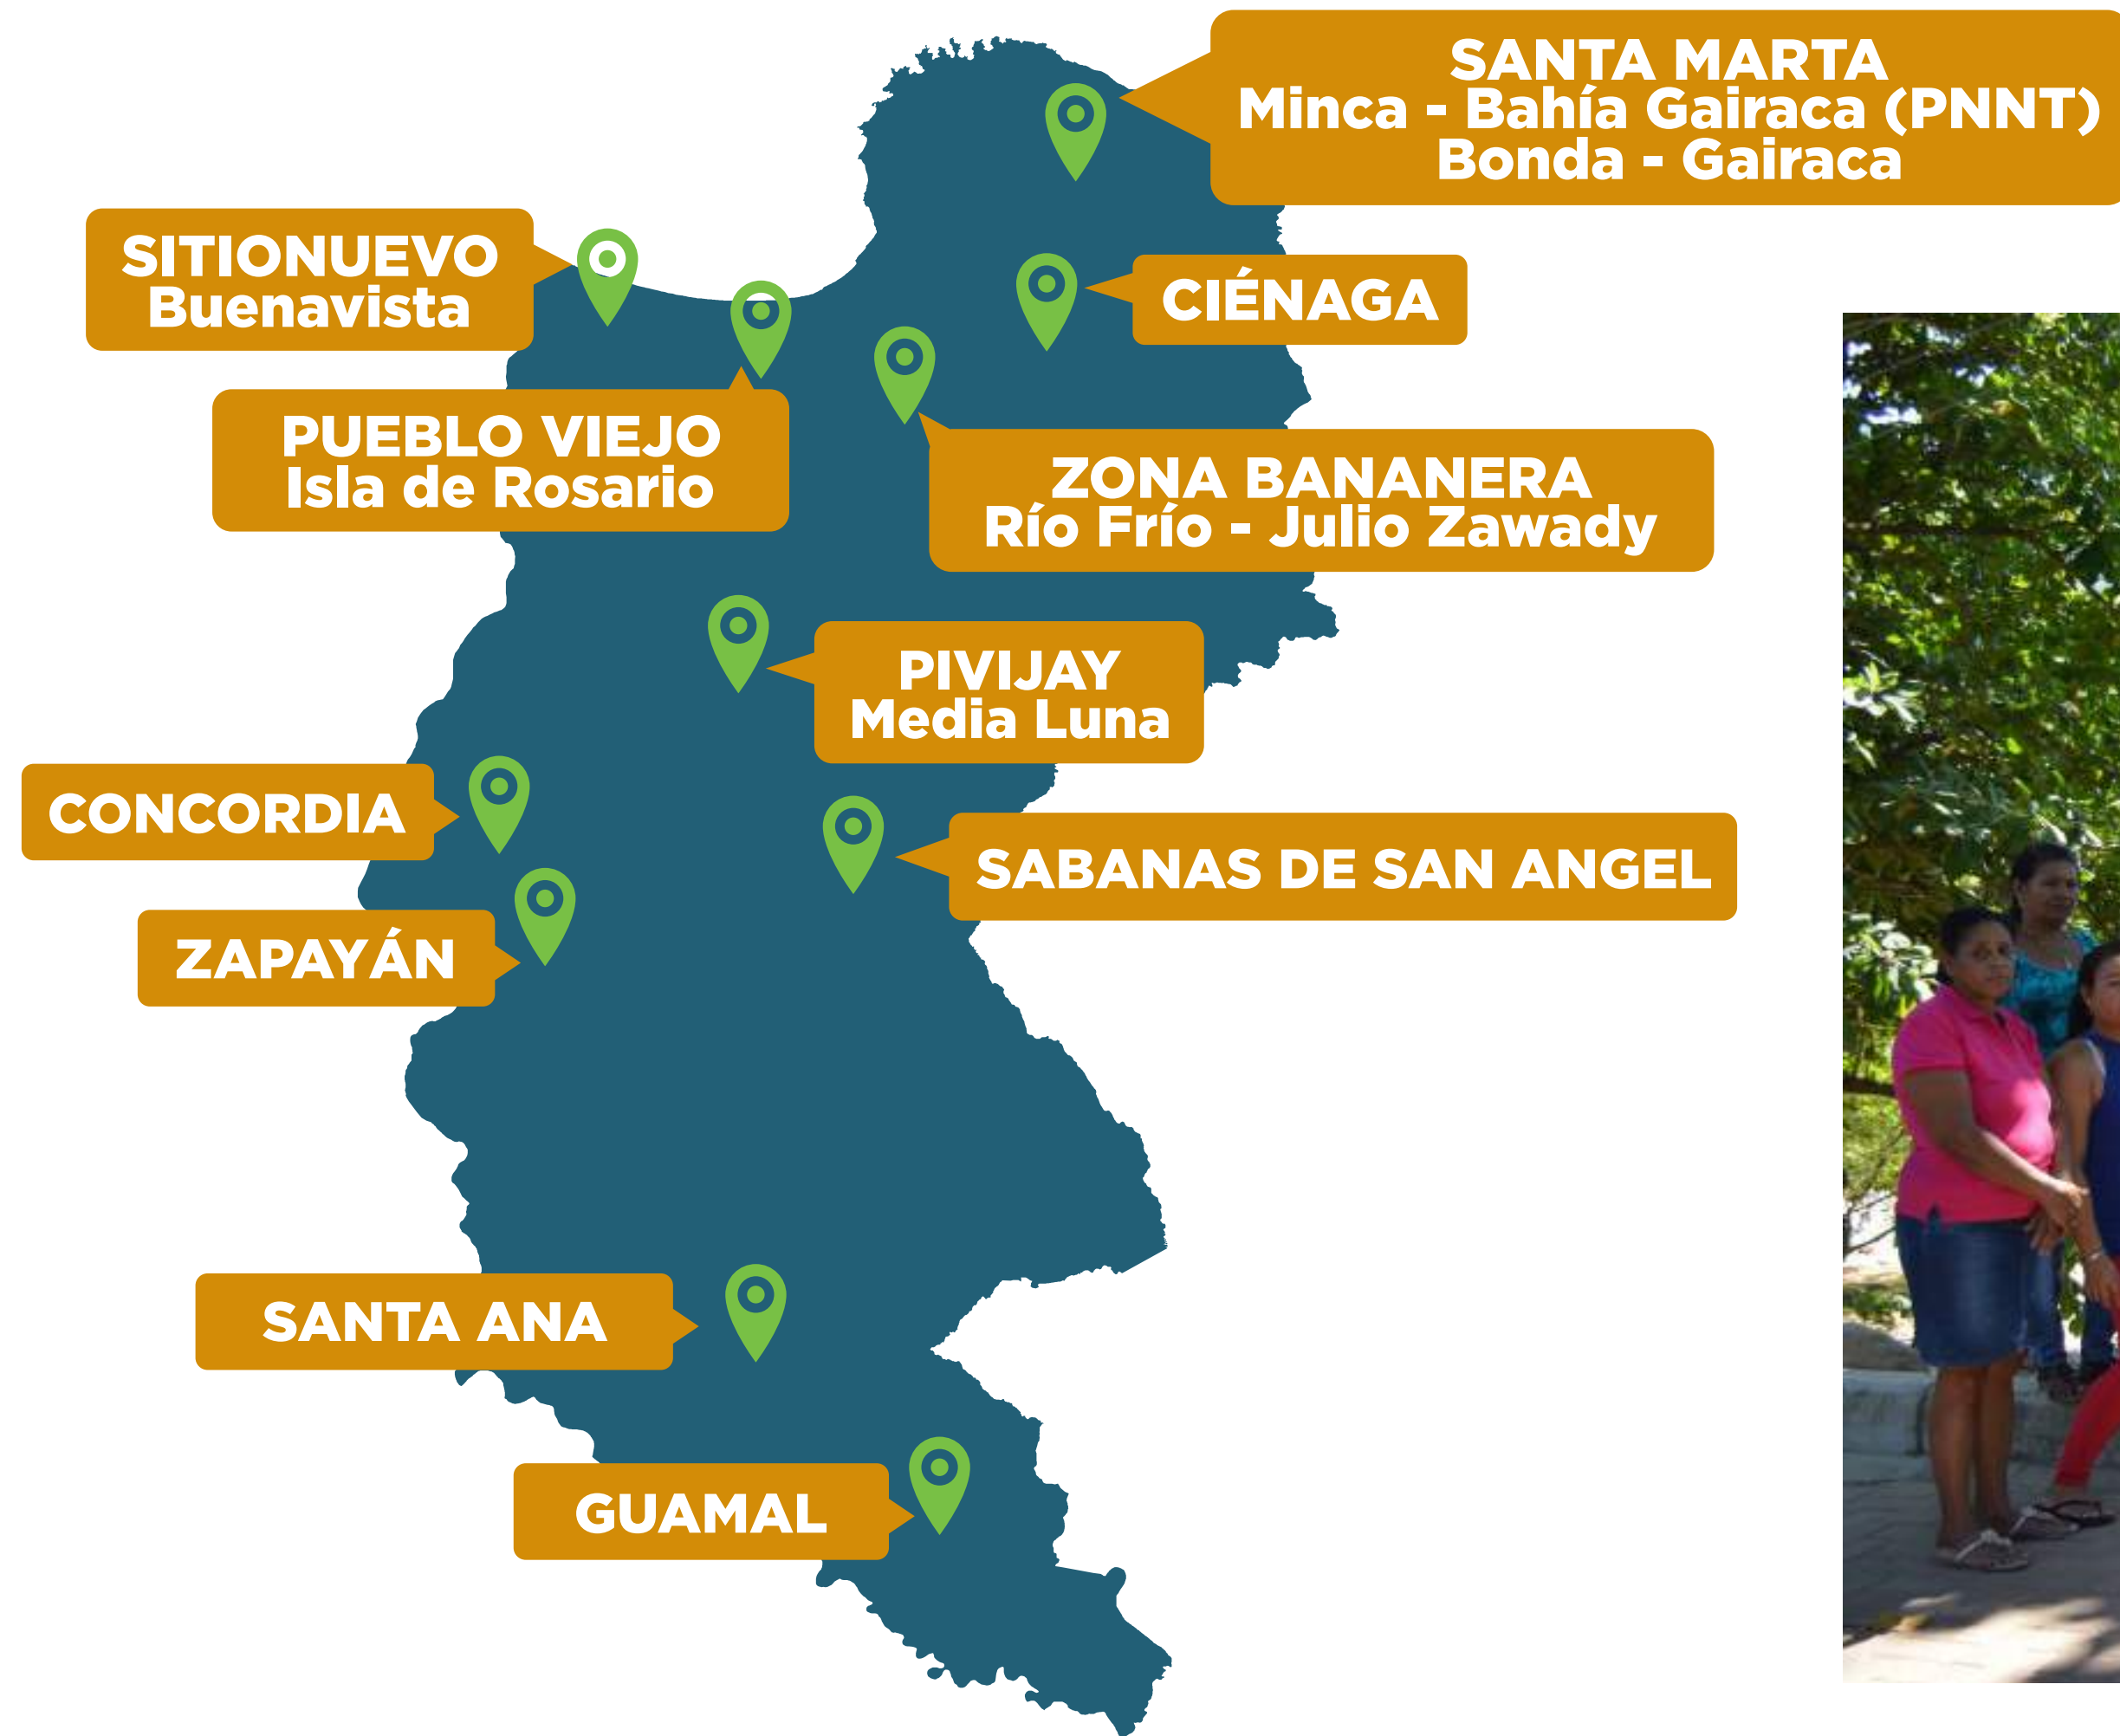 SANTA MARTA
Minca - Bahía Gairaca (PNNT)
Bonda - Gairaca
SITIONUEVO
Buenavista
CIÉNAGA
PUEBLO VIEJO
Isla de Rosario
ZONA BANANERA
Río Frío - Julio Zawady
PIVIJAY
Media Luna
CONCORDIA
SABANAS DE SAN ANGEL
ZAPAYÁN
SANTA ANA
GUAMAL